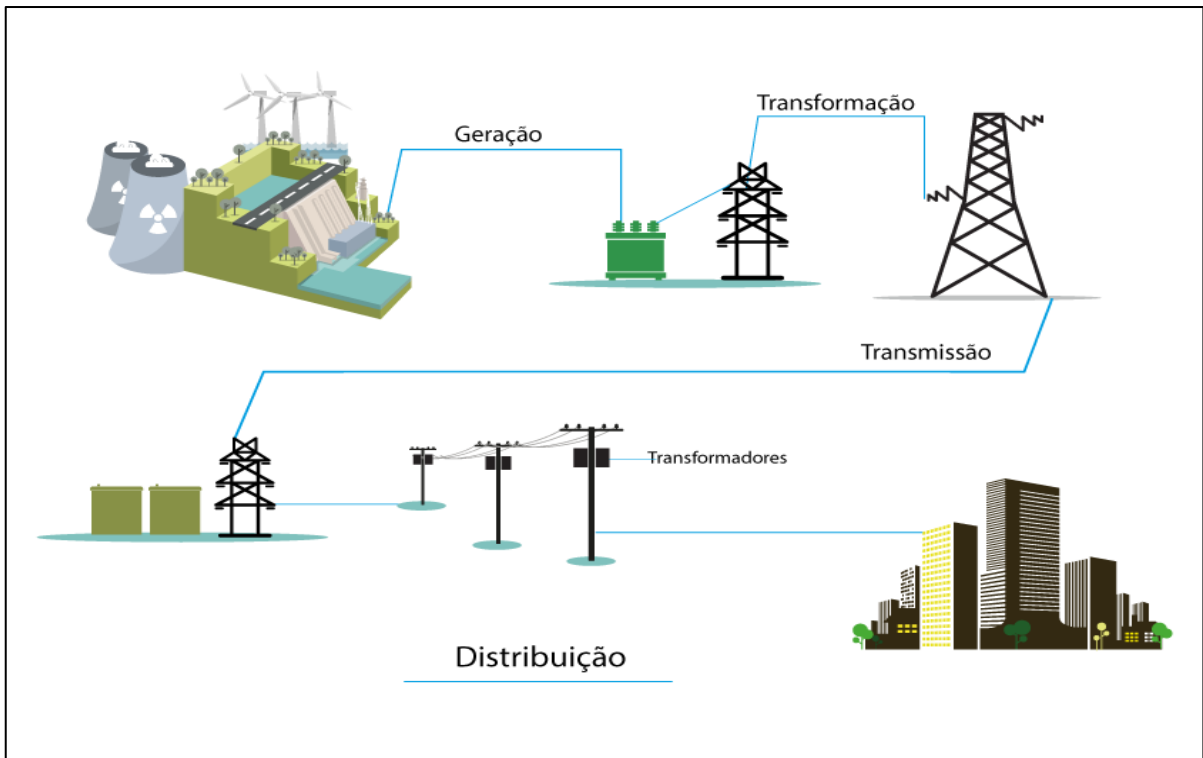 Geração
Transformação
Transmissão
Transformadores
Distribuição